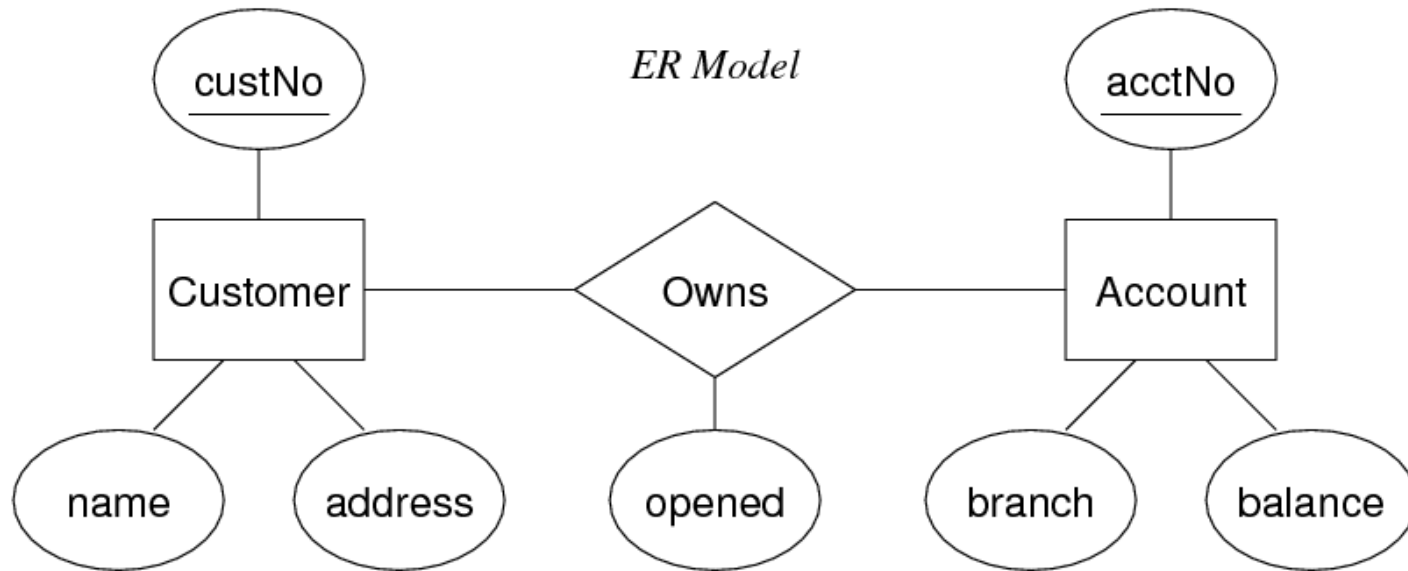 ER Model
custNo
acctNo
Customer
Owns
Account
name
address
opened
branch
balance